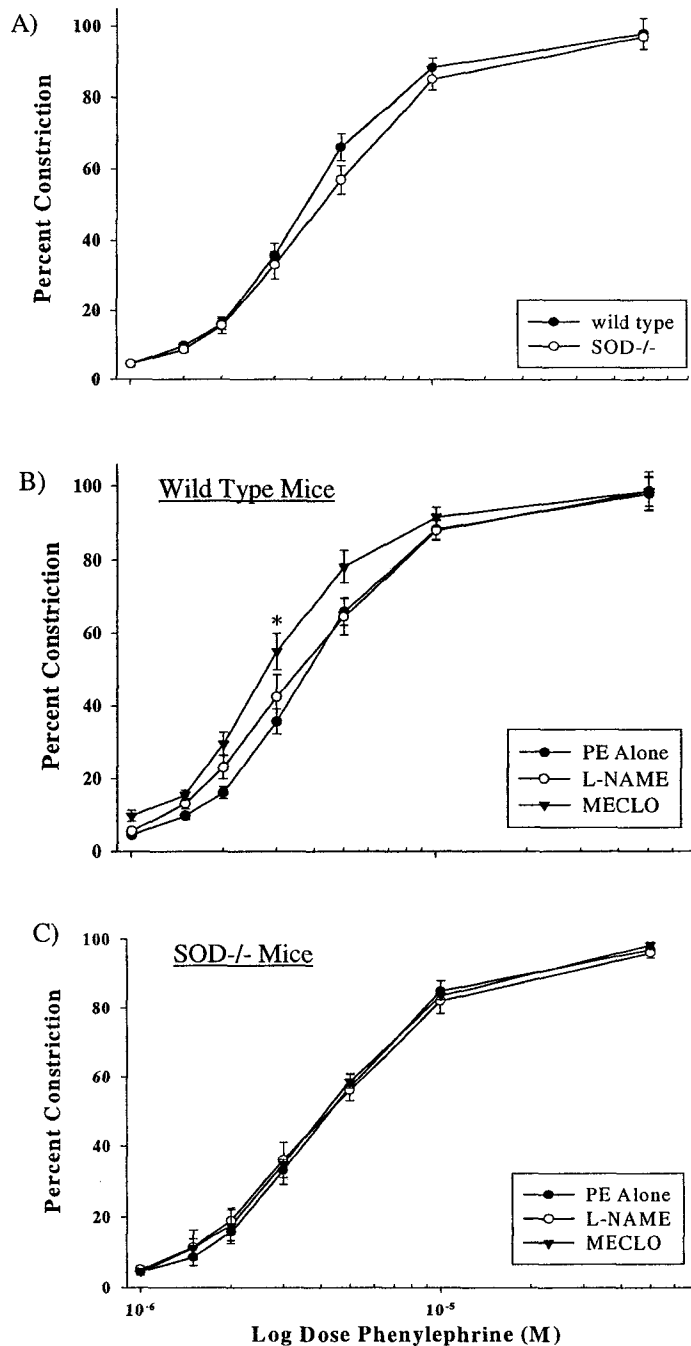 A)
Percent Constriction
100
80
60
40
20
0
wild type
SOD-/-
B)
Wild Type Mice
Percent Constriction
100
80
60
40
20
0
*
PE Alone
L-NAME
MECLO
C)
SOD-/- Mice
Percent Constriction
100
80
60
40
20
0
PE Alone
L-NAME
MECLO
10-6
10-5
Log Dose Phenylephrine (M)